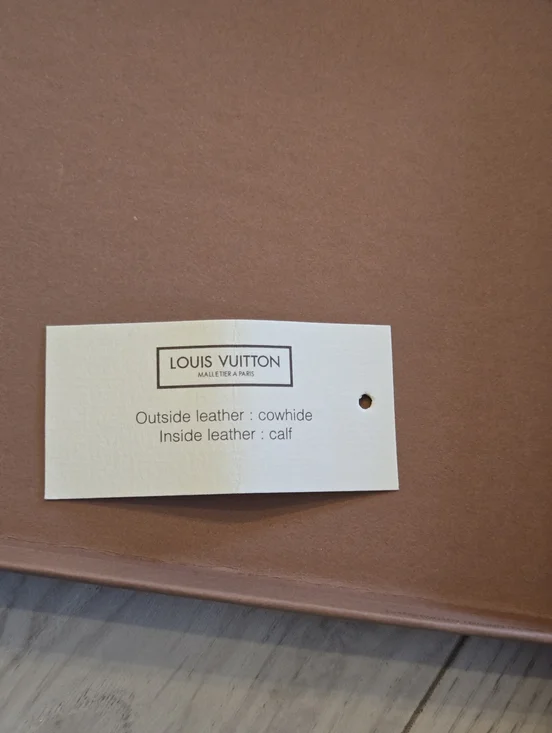 LOUIS VUITTON
MALLETIER A PARIS
Outside leather : cowhide
Inside leather : calf